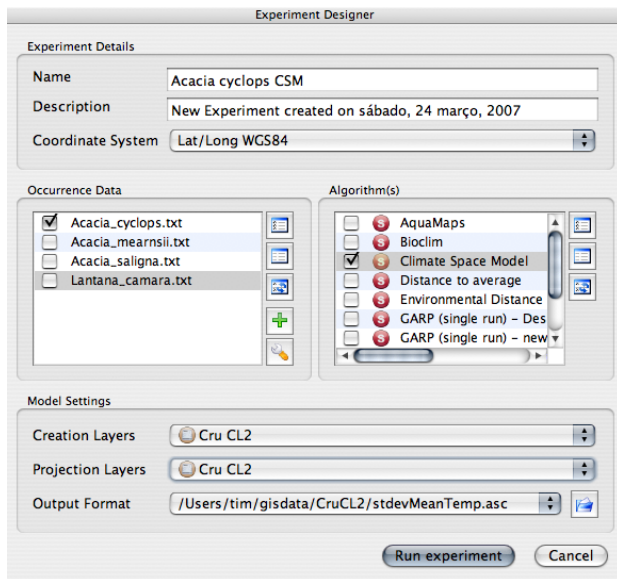 Experiment Designer
Experiment Details
Name
Acacia cyclops CSM
Description
New Experiment created on sábado, 24 março, 2007
Coordinate System
Lat/Long WGS84
Occurrence Data
Acacia_cyclops.txt
Acacia_mearnsii.txt
Acacia_saligna.txt
Lantana_camara.txt
Algorithm(s)
AquaMaps
Bioclim
Climate Space Model
Distance to average
Environmental Distance
GARP (single run) – Des
GARP (single run) – new
Model Settings
Creation Layers
Cru CL2
Projection Layers
Cru CL2
Output Format
/Users/tim/gisdata/CruCL2/stdevMeanTemp.asc
Run experiment
Cancel